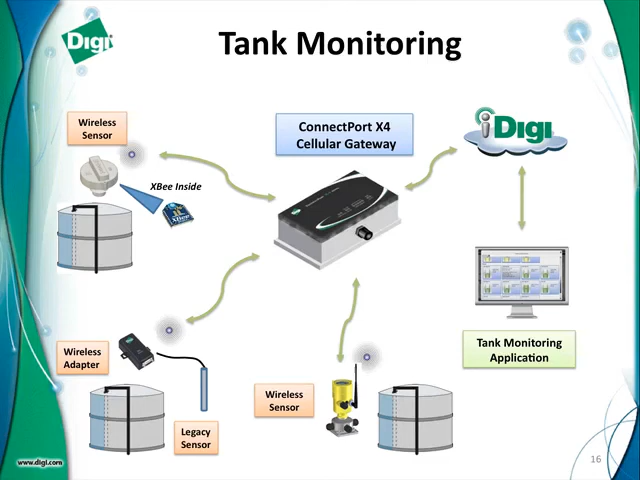 Digi
Tank Monitoring
Wireless
Sensor
ConnectPort X4
Cellular Gateway
iDigi
XBee Inside
XBee
Tank Monitoring
Application
Wireless
Adapter
Wireless
Sensor
Legacy
Sensor
www.digi.com
16